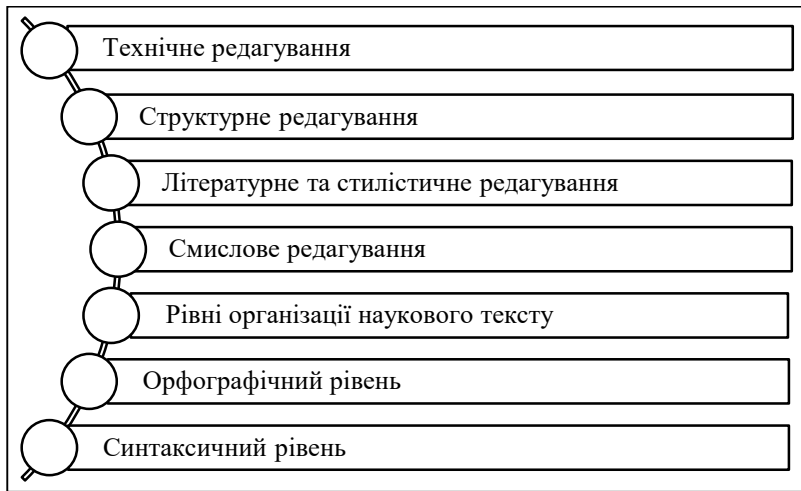 Технічне редагування
Структурне редагування
Літературне та стилістичне редагування
Смислове редагування
Рівні організації наукового тексту
Орфографічний рівень
Синтаксичний рівень